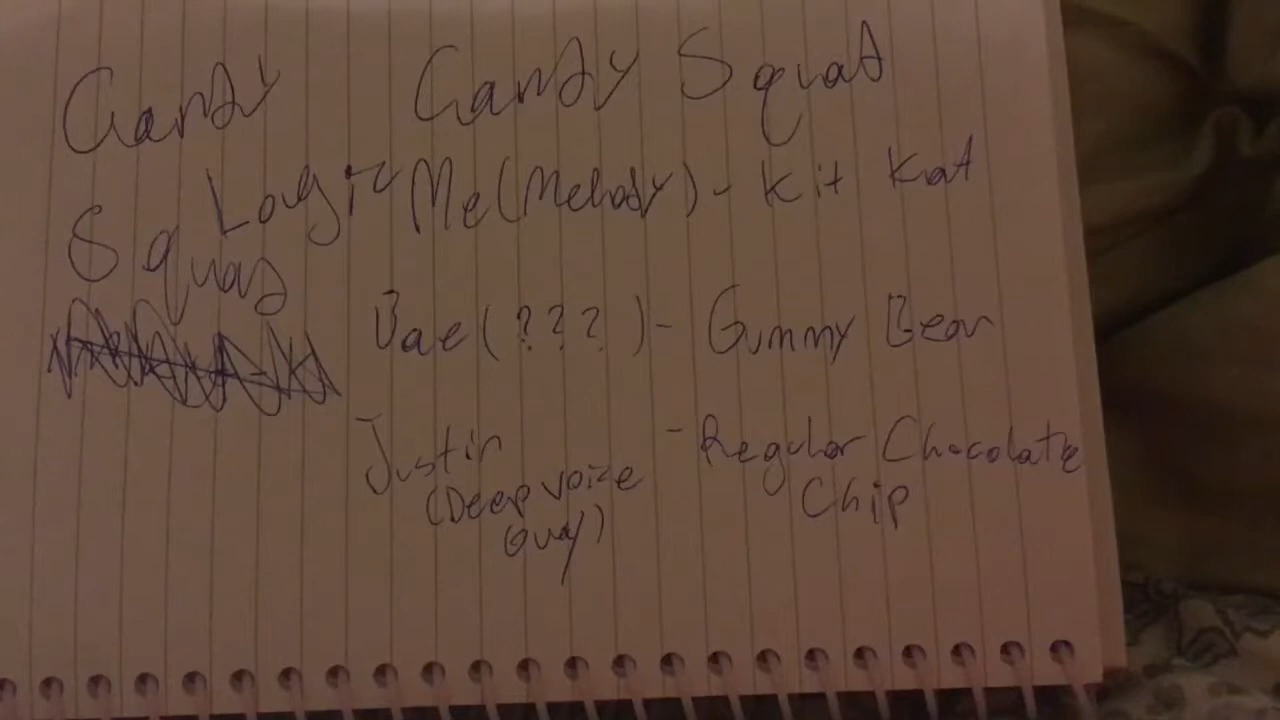 Candy Candy Squad
Logic Me (Melody) - Kit Kat
Squad
Bae (???) - Gummy Bear
Justin - Regular Chocolate
(Deep voice Chip
Guy)